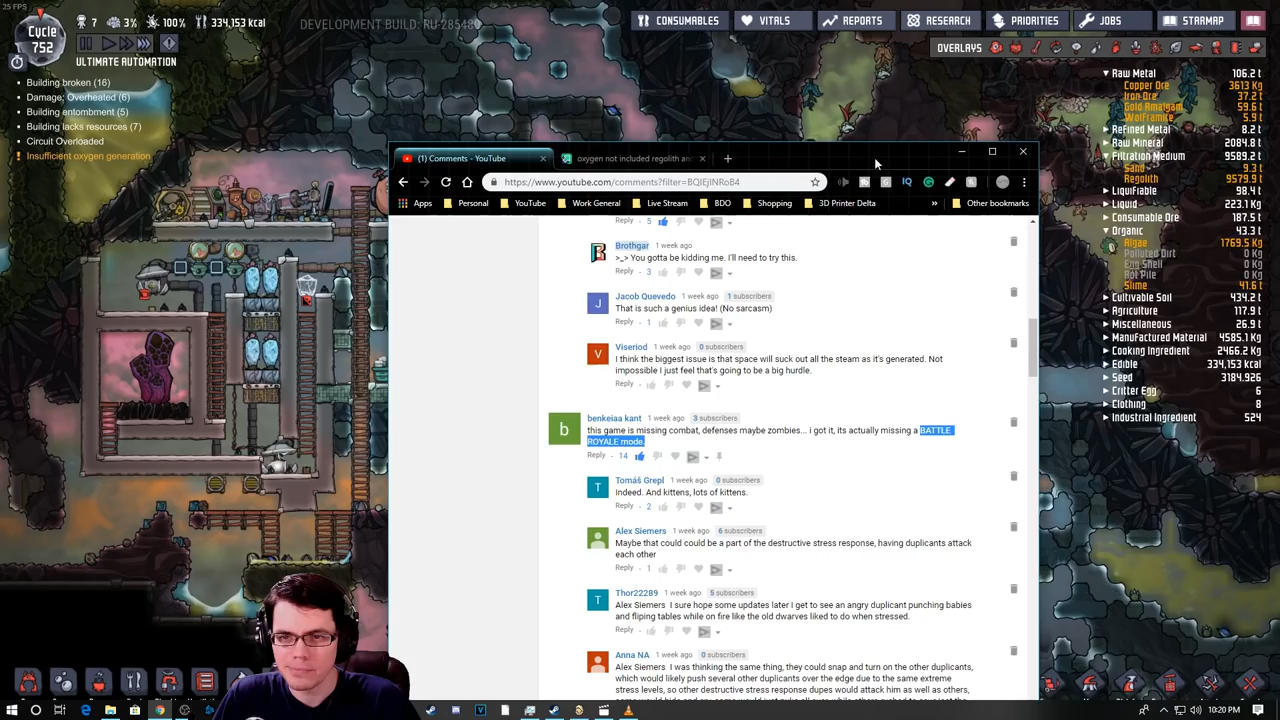 25 FPS
3%
100%
334,153 kcal
DEVELOPMENT BUILD: RU-285480
CONSUMABLES
VITALS
REPORTS
RESEARCH
PRIORITIES
JOBS
STARMAP
Cycle
752
ULTIMATE AUTOMATION
OVERLAYS
Building broken (16)
Damage: Overheated (6)
Building entombment (5)
Building lacks resources (7)
Circuit Overloaded
Insufficient oxygen generation
(1) Comments - YouTube
oxygen not included regolith an
https://www.youtube.com/comments?filter=BQIEjINRoB4
Apps
Personal
YouTube
Work General
Live Stream
BDO
Shopping
3D Printer Delta
»
Other bookmarks
Reply 5
Brothgar 1 week ago
>_> You gotta be kidding me. I'll need to try this.
Reply 3
Jacob Quevedo 1 week ago 1 subscribers
That is such a genius idea! (No sarcasm)
Reply 1
Viseriod 1 week ago 0 subscribers
I think the biggest issue is that space will suck out all the steam as it's generated. Not
impossible I just feel that's going to be a big hurdle.
Reply
benkeiaa kant 1 week ago 3 subscribers
this game is missing combat, defenses maybe zombies... i got it, its actually missing a BATTLE
ROYALE mode.
Reply 14
Tomáš Grepl 1 week ago 0 subscribers
Indeed. And kittens, lots of kittens.
Reply 2
Alex Siemers 1 week ago 6 subscribers
Maybe that could could be a part of the destructive stress response, having duplicants attack
each other
Reply 1
Thor22289 1 week ago 5 subscribers
Alex Siemers I sure hope some updates later I get to see an angry duplicant punching babies
and fliping tables while on fire like the old dwarves liked to do when stressed.
Reply
Anna NA 1 week ago 0 subscribers
Alex Siemers I was thinking the same thing, they could snap and turn on the other duplicants,
which would likely push several other duplicants over the edge due to the same extreme
stress levels, so other destructive stress response dupes would attack him as well as others,
Raw Metal 106.2 t
Copper Ore 3613 Kg
Iron Ore 37.2 t
Gold Amalgam 59.6 t
Wolframite 5.9 t
Refined Metal 8.2 t
Raw Mineral 2084.8 t
Filtration Medium 9589.2 t
Sand 9.3 t
Regolith 9579.9 t
Liquifiable 98.4 t
Liquid 223.1 t
Consumable Ore 187.5 t
Organic 43.3 t
Algae 1769.5 Kg
Polluted Dirt 0 Kg
Egg Shell 0 Kg
Rot Pile 0 Kg
Slime 41.6 t
Cultivable Soil 434.2 t
Agriculture 117.9 t
Miscellaneous 26.9 t
Manufactured Material 4585.1 Kg
Cooking Ingredient 2466.2 Kg
Edible 334,153 kcal
Seed 3184.926
Critter Egg 6
Clothing 8
Industrial Ingredient 524
10:20 PM